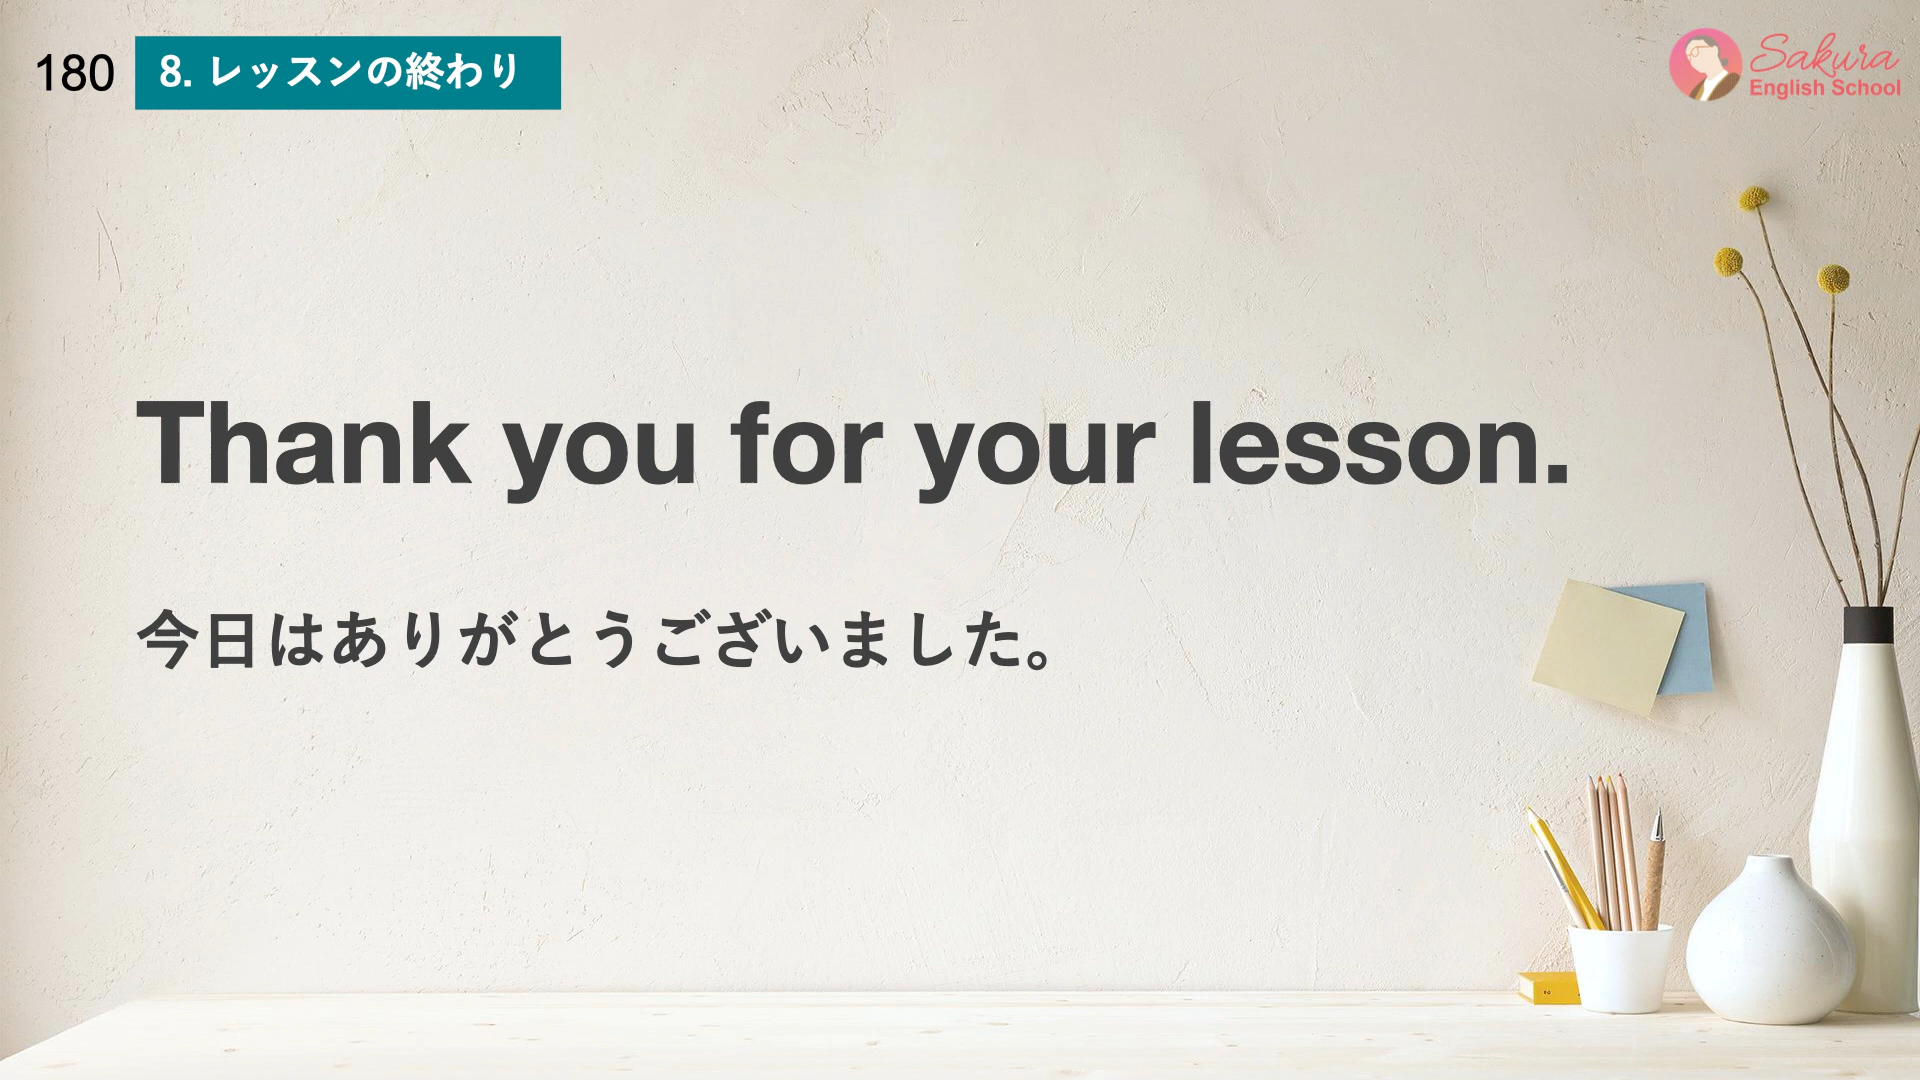 180
8. レッスンの終わり
Sakura
English School
Thank you for your lesson.
今日はありがとうございました。